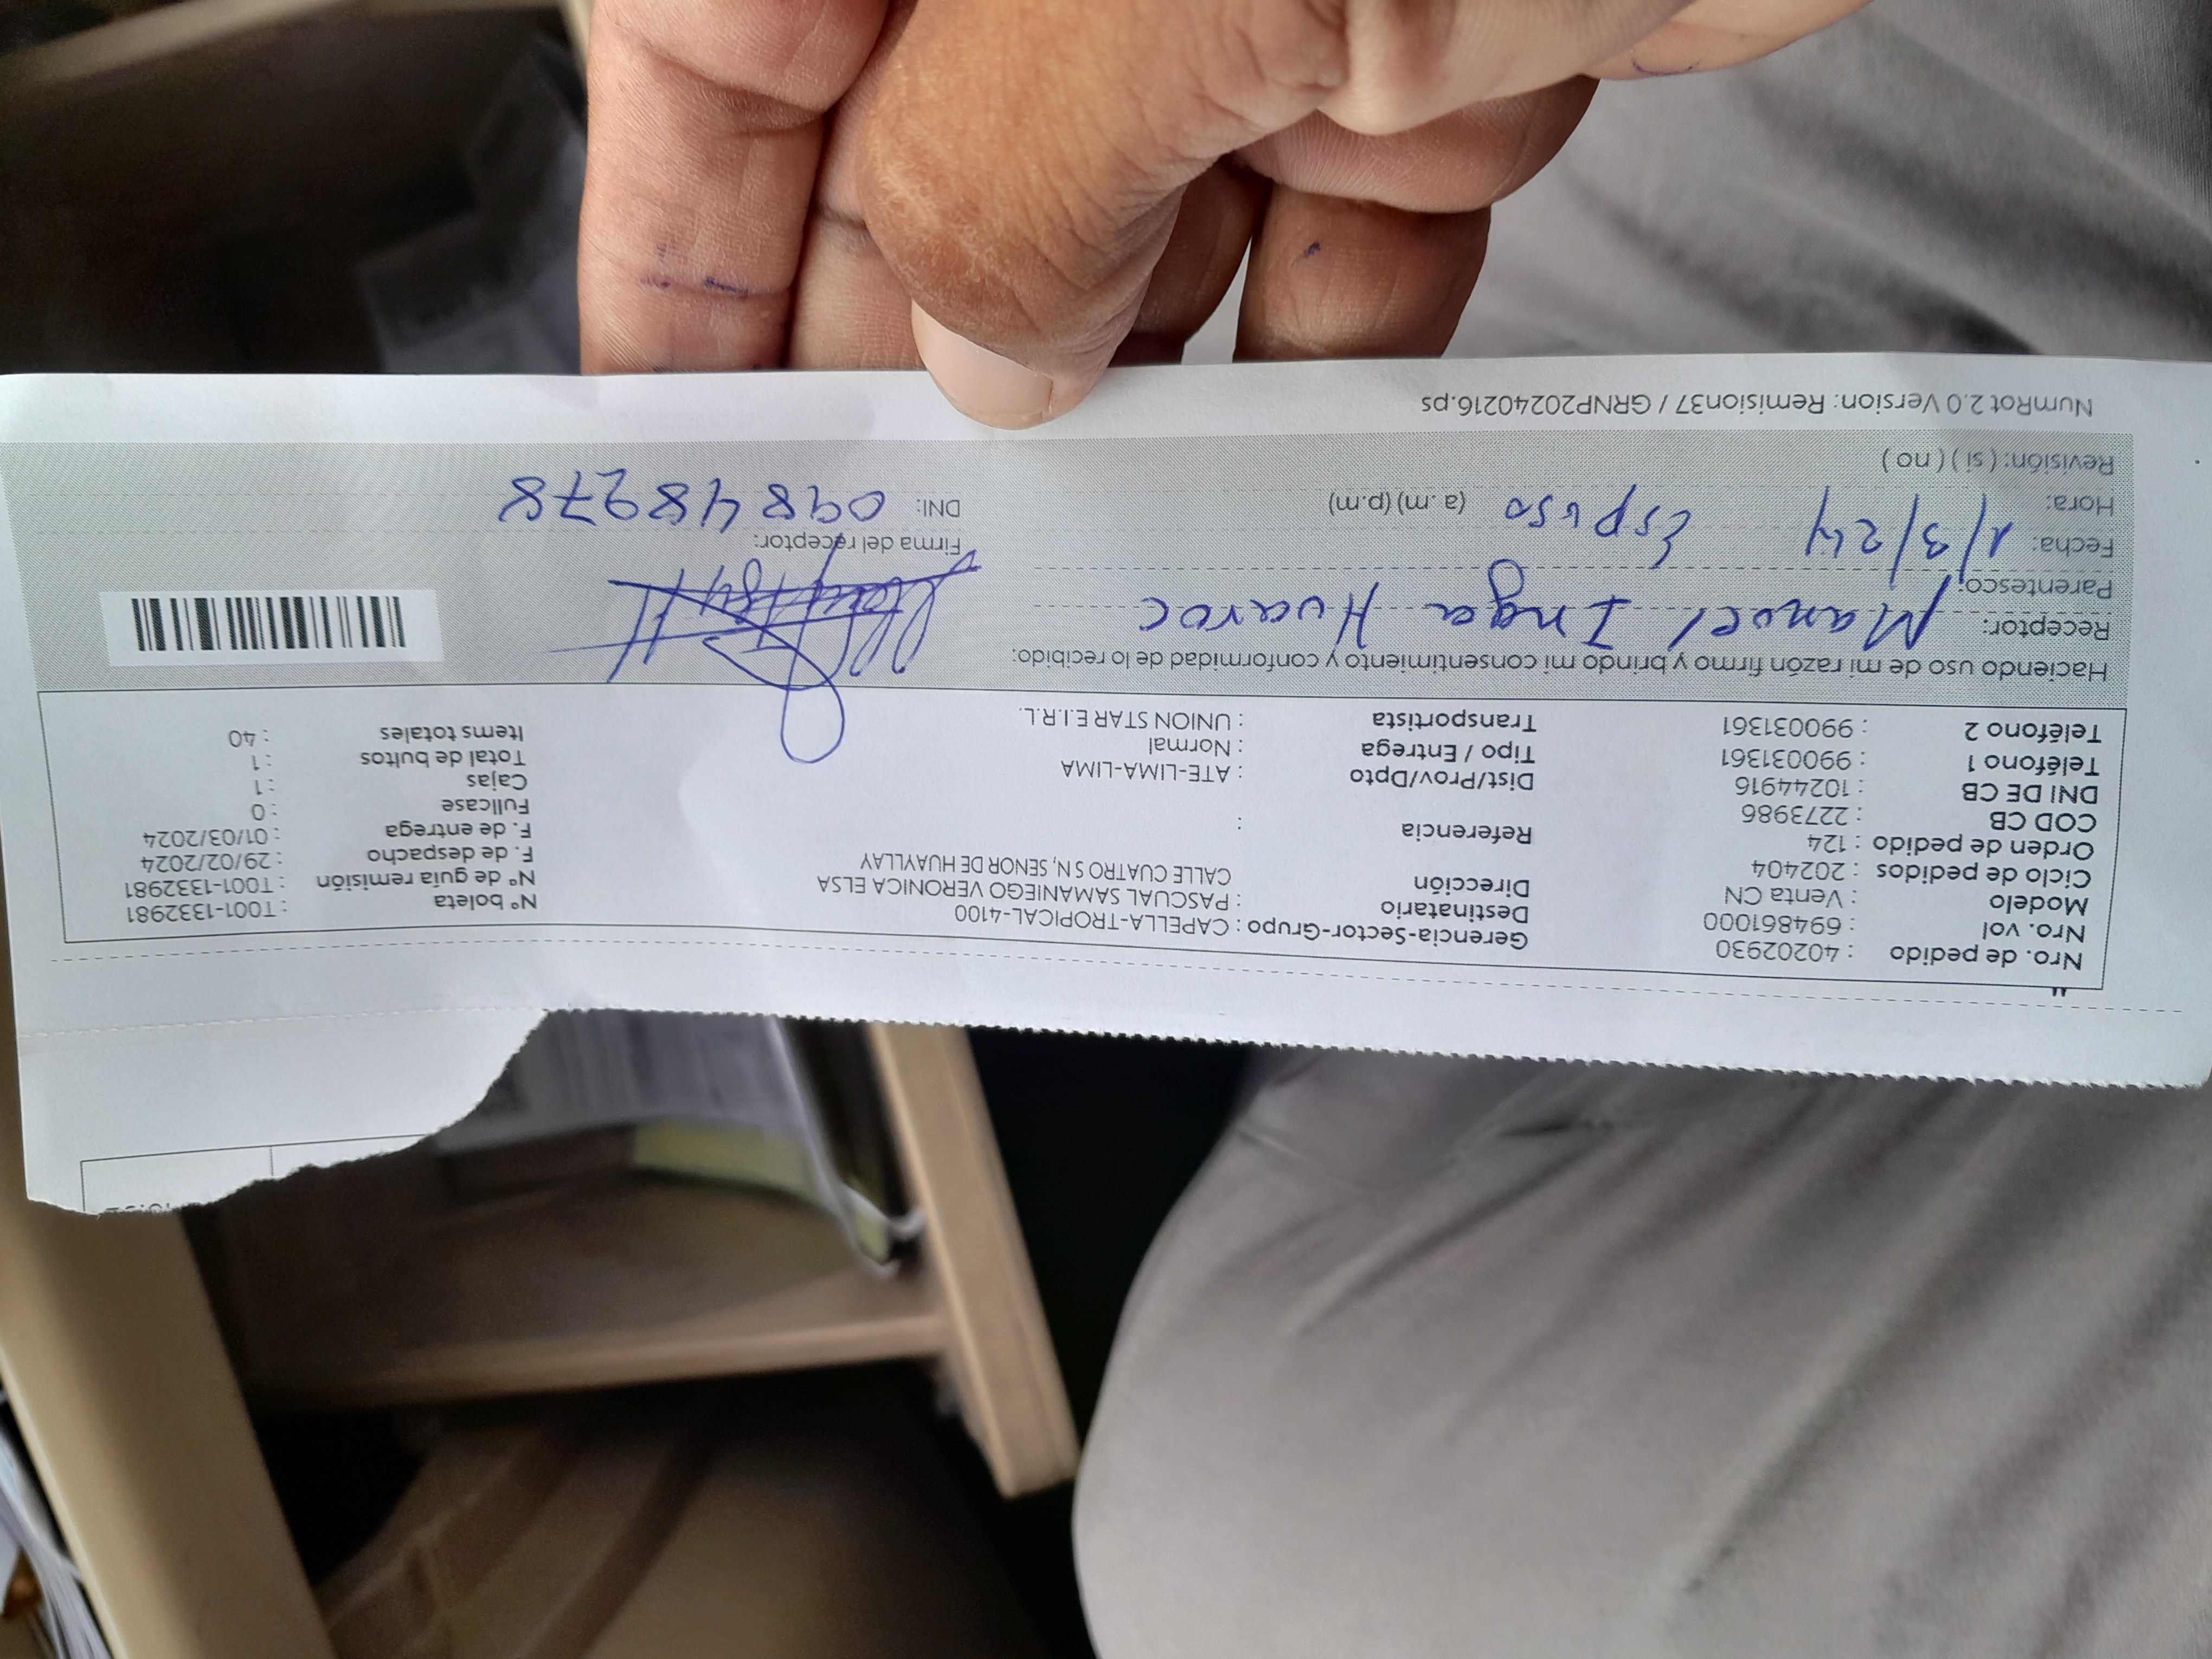 Nro. de pedido : 40202930
Nro. vol : 694861000
Modelo : Venta CN
Ciclo de pedidos : 202404
Orden de pedido : 124
COD CB : 2273986
DNI DE CB : 10244916
Teléfono 1 : 990031361
Teléfono 2 : 990031361
Gerencia-Sector-Grupo : CAPELLA-TROPICAL-4100
Destinatario : PASCUAL SAMANIEGO VERONICA ELSA
Dirección CALLE CUATRO S N, SENOR DE HUAYLLAY
Referencia :
Dist/Prov/Dpto : ATE-LIMA-LIMA
Tipo / Entrega : Normal
Transportista : UNION STAR E.I.R.L.
N° boleta : T001-1332981
N° de guía remisión : T001-1332981
F. de despacho : 29/02/2024
F. de entrega : 01/03/2024
Fullcase : 0
Cajas : 1
Total de bultos : 1
Items totales : 40
Haciendo uso de mi razón firmo y brindo mi consentimiento y conformidad de lo recibido:
Receptor: Manuel Inga Huaroc
Parentesco:
Fecha: 1/3/24 Esposo
Hora: (a.m) (p.m)
Revisión: ( si ) ( no )
Firma del receptor:
DNI: 09848978
NumRot 2.0 Version: Remision37 / GRNP20240216.ps